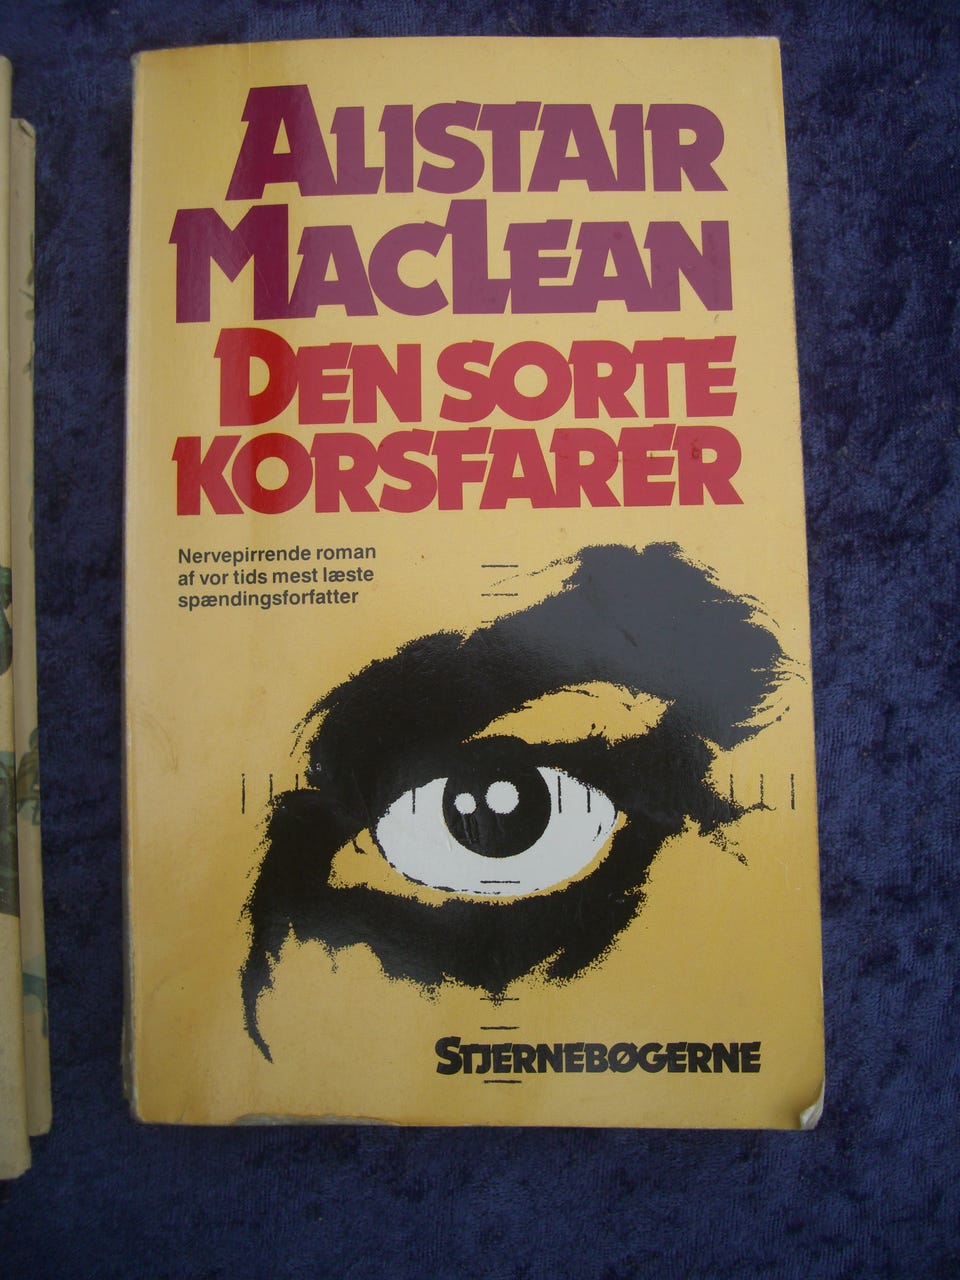 ALISTAIR
MACLEAN
DEN SORTE
KORSFARER
Nervepirrende roman
af vor tids mest læste
spændingsforfatter
STJERNEBØGERNE